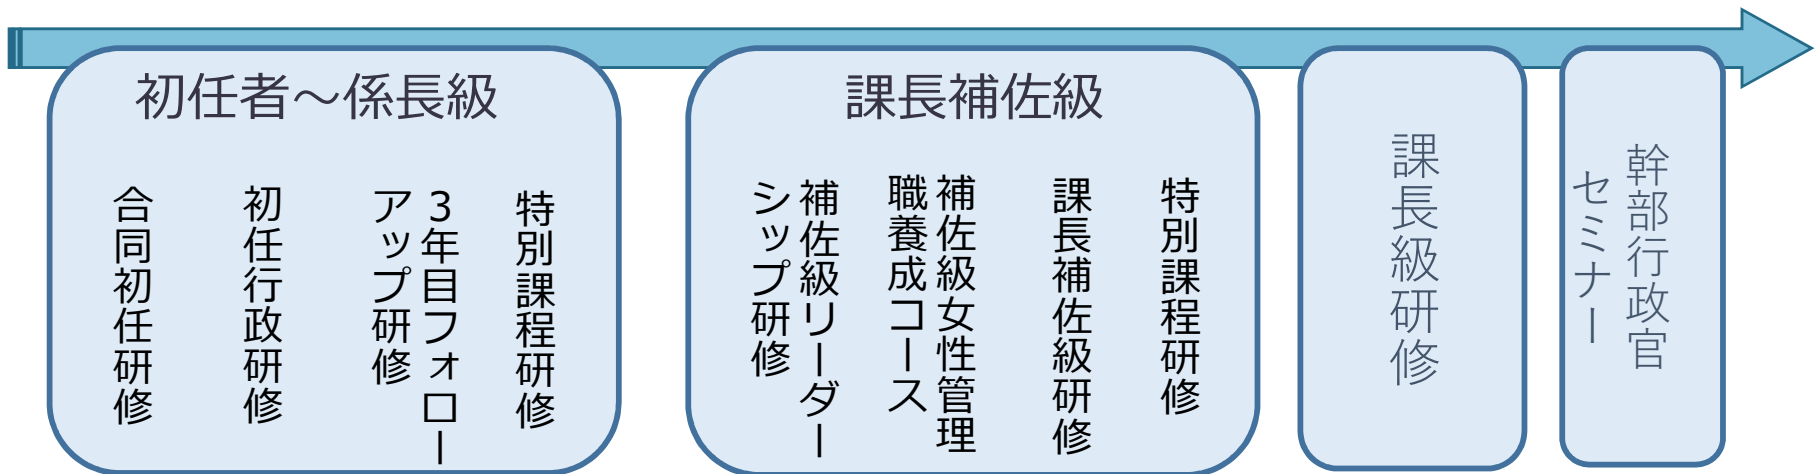 初任者～係長級
合同初任研修
初任行政研修
３年目フォロー
アップ研修
特別課程研修
課長補佐級
補佐級リーダー
シップ研修
補佐級女性管理
職養成コース
課長補佐級研修
特別課程研修
課長級研修
幹部行政官
セミナー